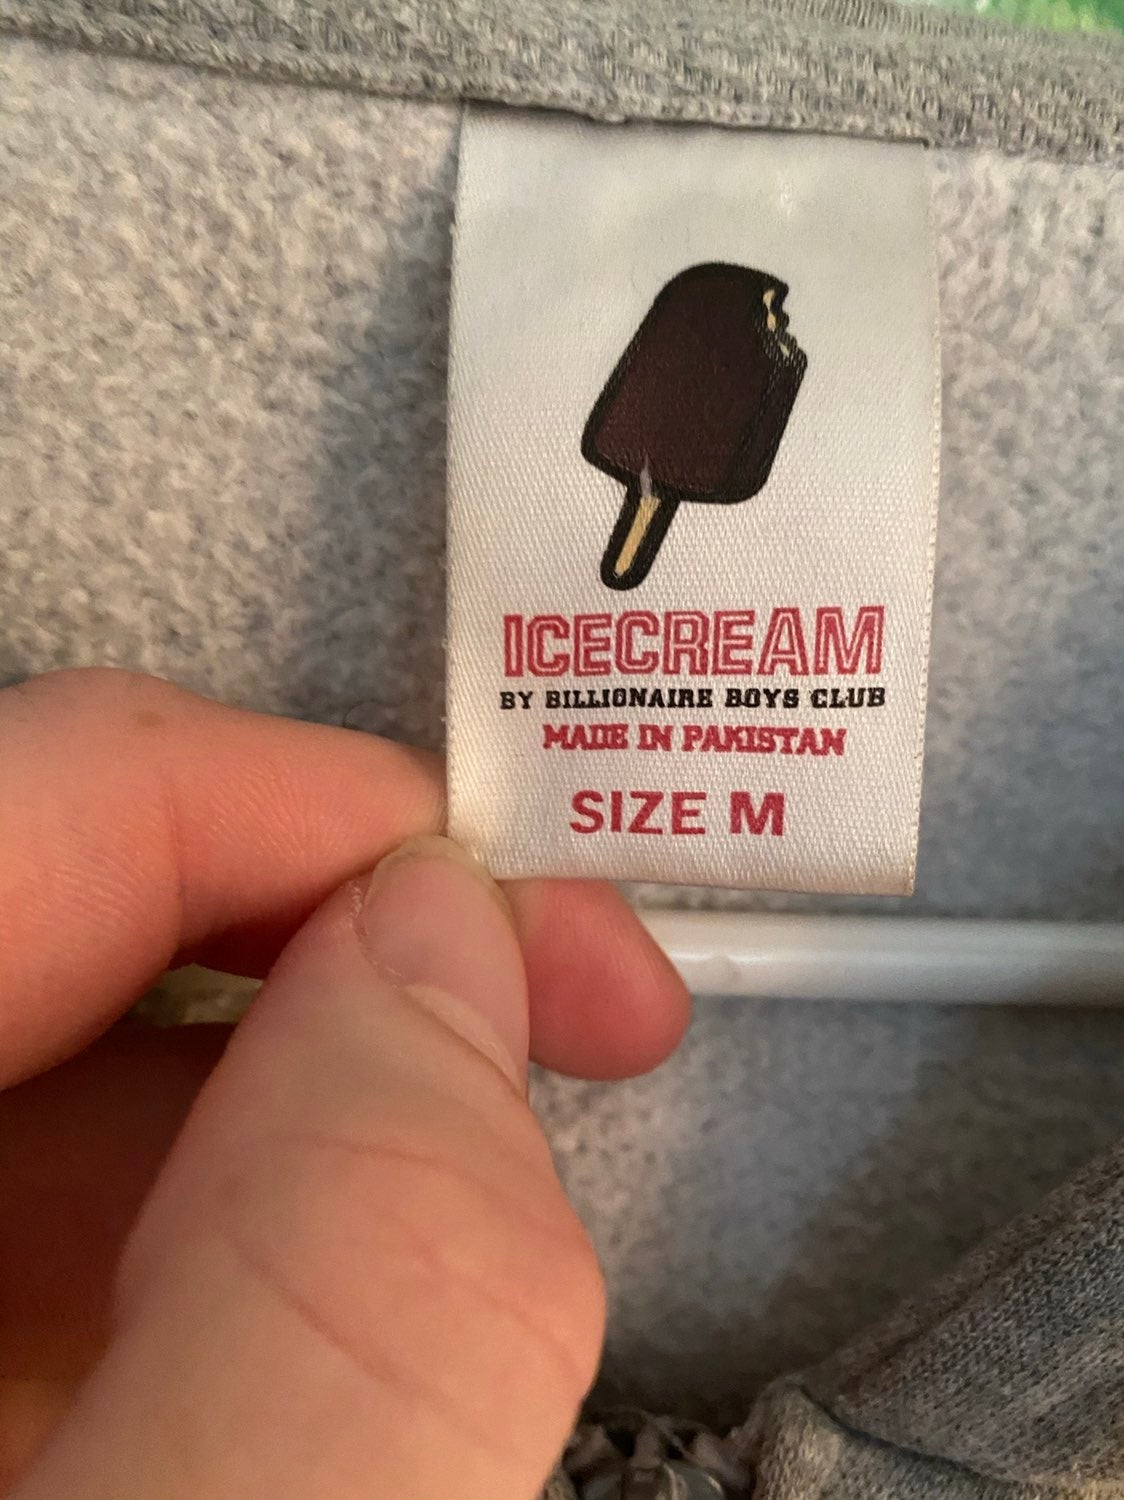 ICECREAM
BY BILLIONAIRE BOYS CLUB
MADE IN PAKISTAN
SIZE M